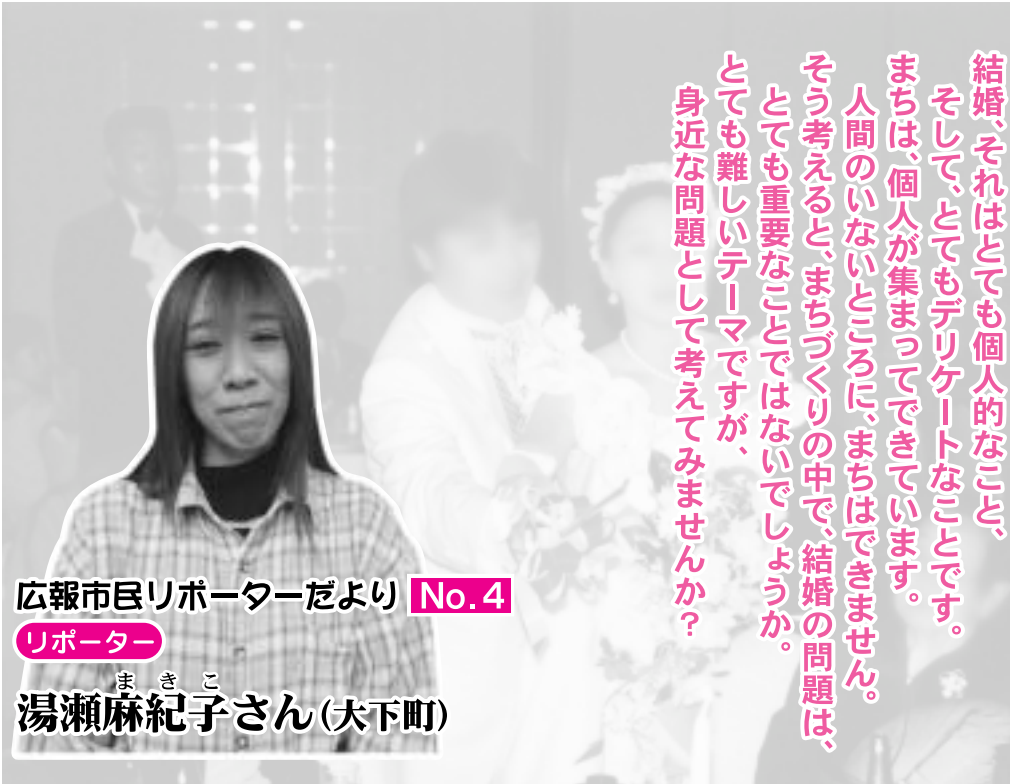 結婚、それはとても個人的なこと、
そして、とてもデリケートなことです。
まちは、個人が集まってできています。
人間のいないところに、まちはできません。
そう考えると、まちづくりの中で、結婚の問題は、
とても重要なことではないでしょうか。
とても難しいテーマですが、
身近な問題として考えてみませんか？
広報市民リポーターだより No.4
リポーター
まきこ
湯瀬麻紀子さん（大下町）